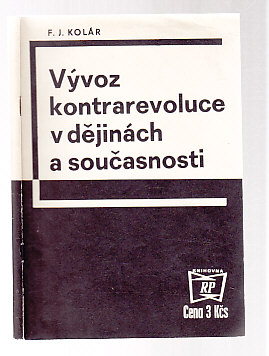 F. J. KOLÁR
Vývoz
kontrarevoluce
v dějinách
a současnosti
KNIHOVNA
RP
Cena 3 Kčs